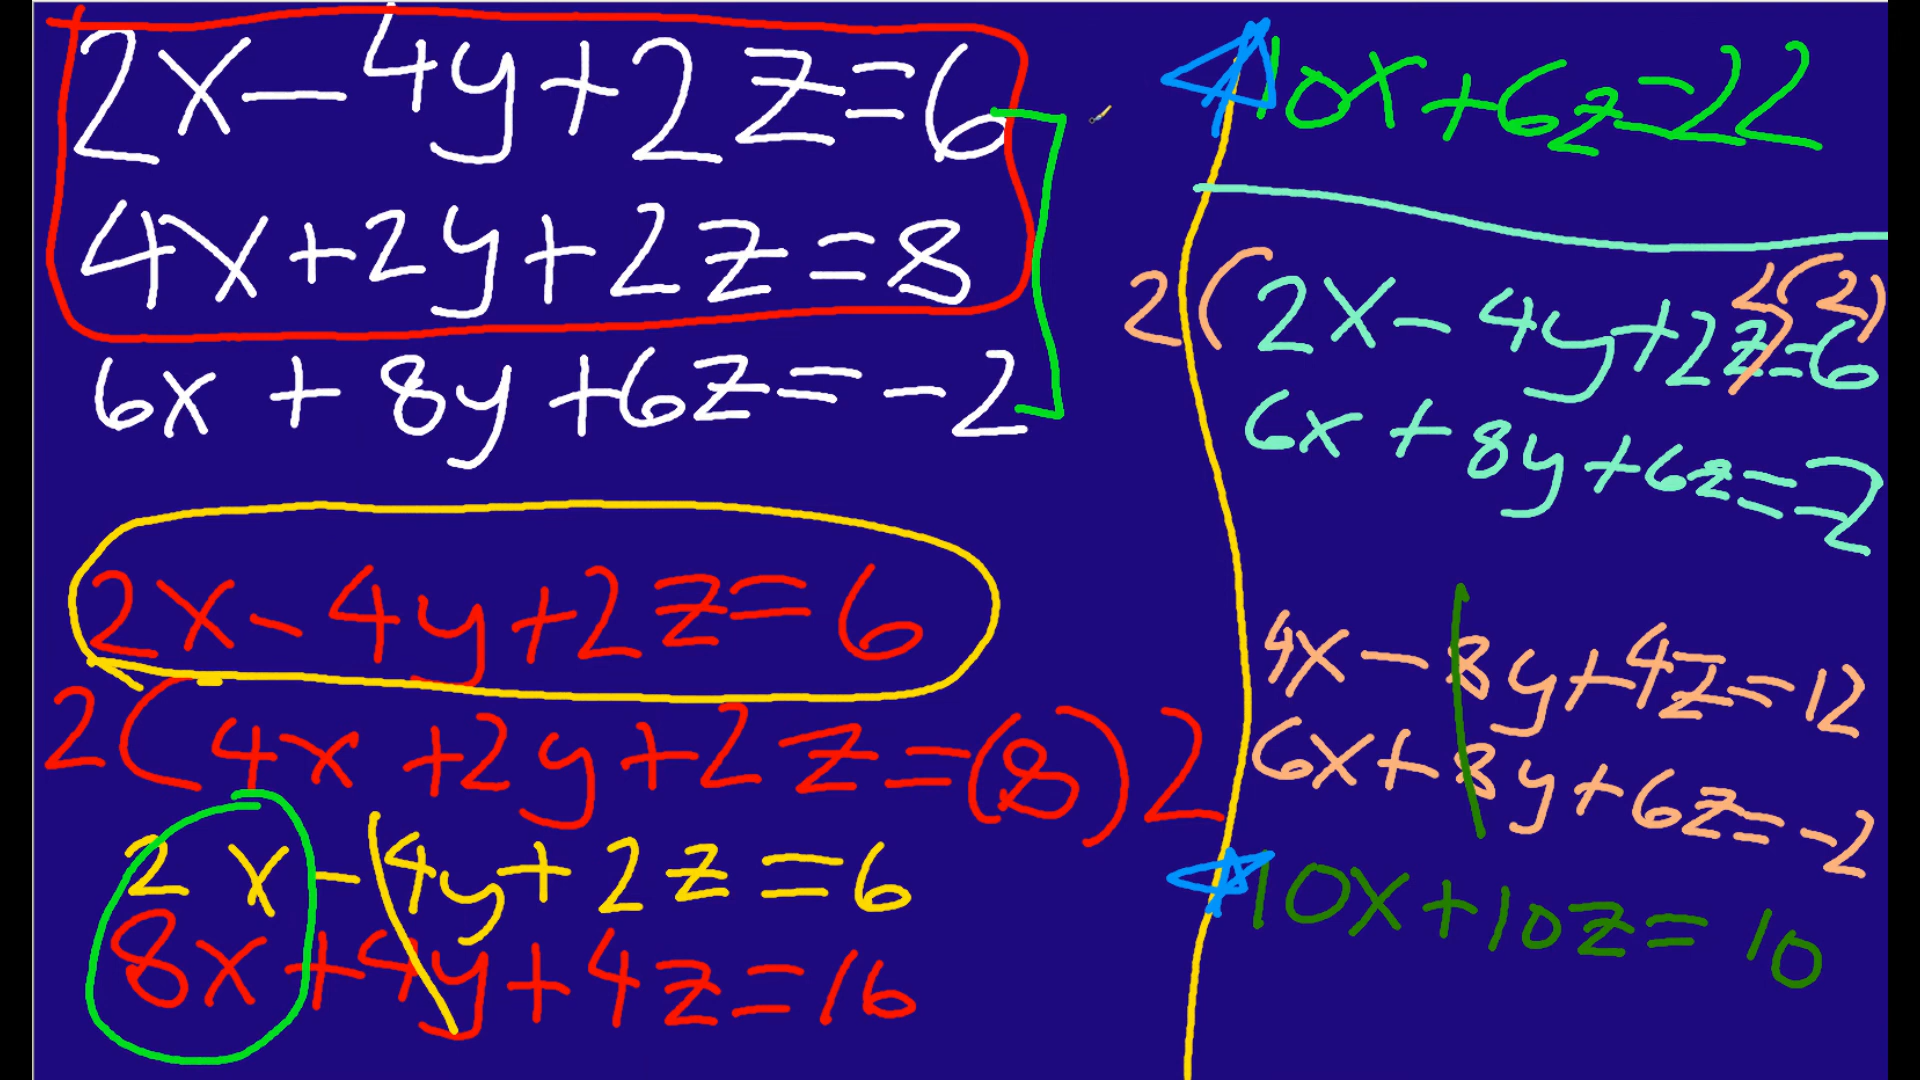 2x-4y+2z=6
4x+2y+2z=8
6x+8y+6z=-2
2x-4y+2z=6
2(4x+2y+2z=(8)2
2x-4y+2z=6
8x+4y+4z=16
10x+6z=22
2(2x-4y+2z)=6 2(2)
6x+8y+6z=-2
4x-8y+4z=12
6x+8y+6z=-2
10x+10z=10